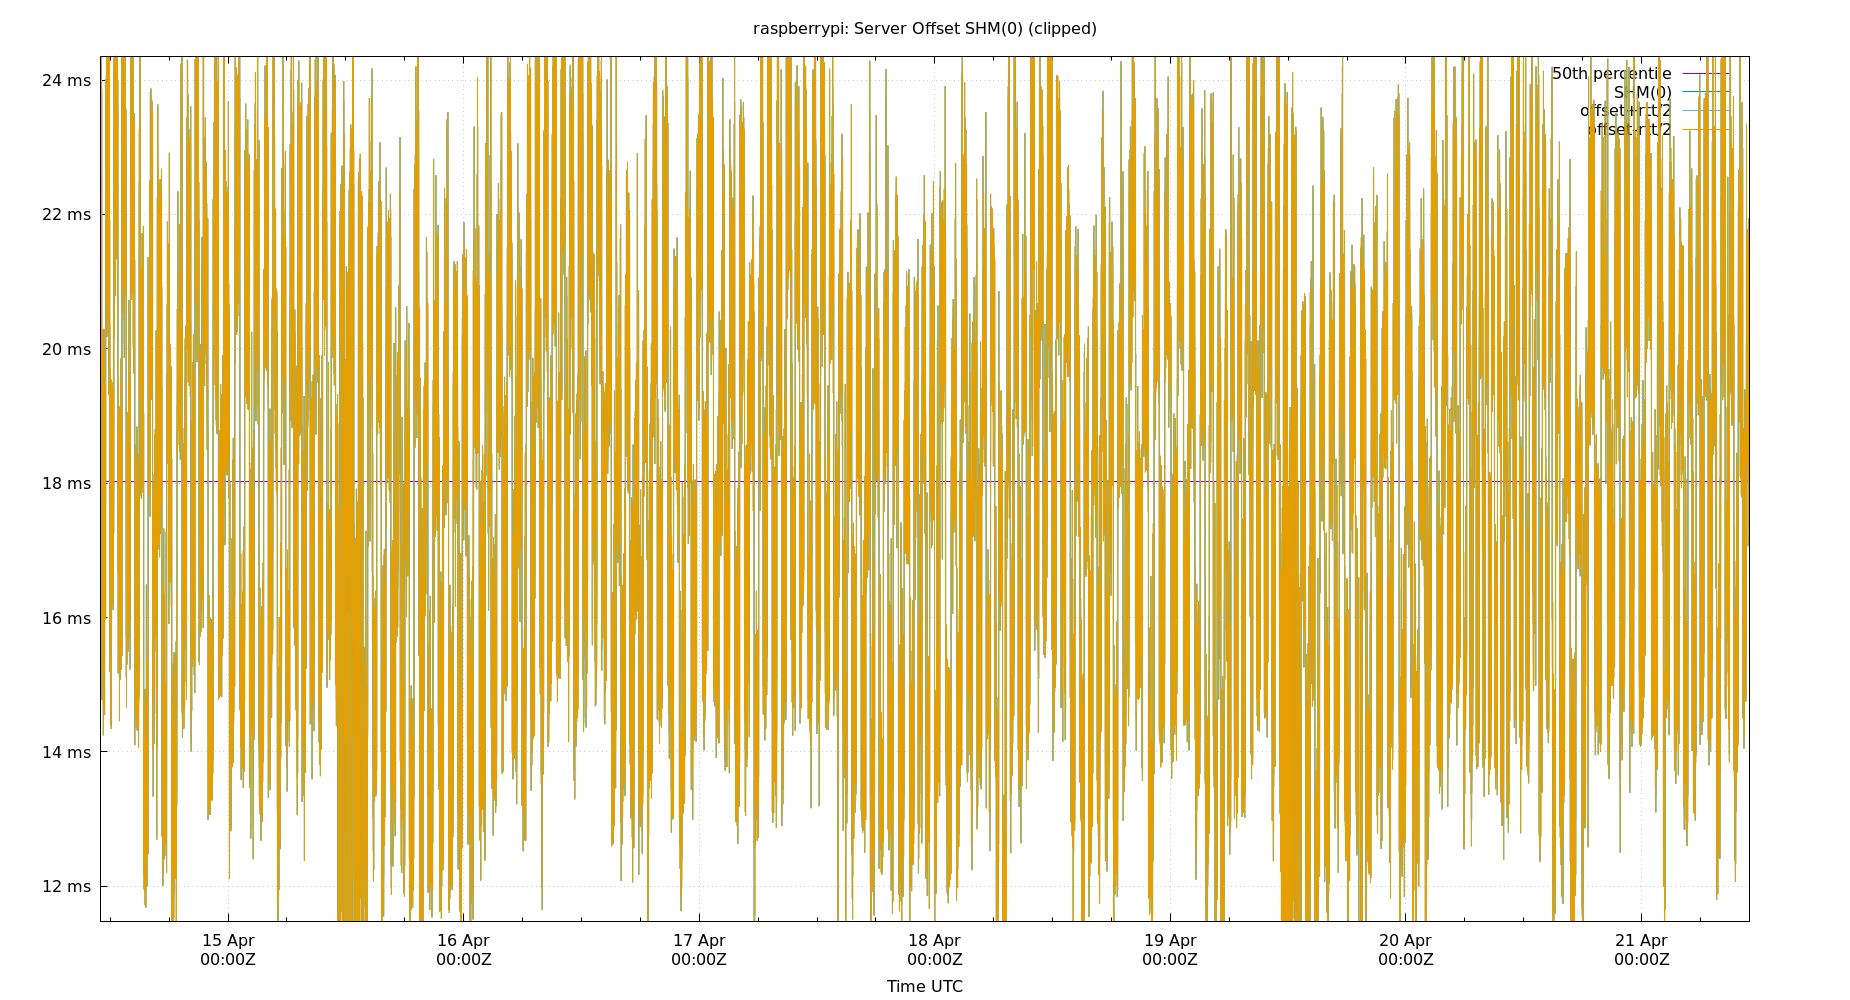 raspberrypi: Server Offset SHM(0) (clipped)
24 ms
22 ms
20 ms
18 ms
16 ms
14 ms
12 ms
50th percentile
SHM(0)
offset+rtt/2
offset-rtt/2
15 Apr
00:00Z
16 Apr
00:00Z
17 Apr
00:00Z
18 Apr
00:00Z
19 Apr
00:00Z
20 Apr
00:00Z
21 Apr
00:00Z
Time UTC